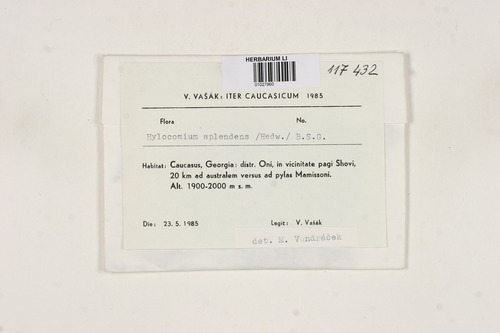 HERBARIUM LI
01027960
117 432
V. VAŠÁK: ITER CAUCASICUM 1985
Flora No.
Hylocomium splendens /Hedw./ B.S.G.
Habitat: Caucasus, Georgia: distr. Oni, in vicinitate pagi Shovi,
20 km ad australem versus ad pylas Mamissoni.
Alt. 1900-2000 m s. m.
Die: 23. 5. 1985 Legit: V. Vašák
det. M. Vondráček